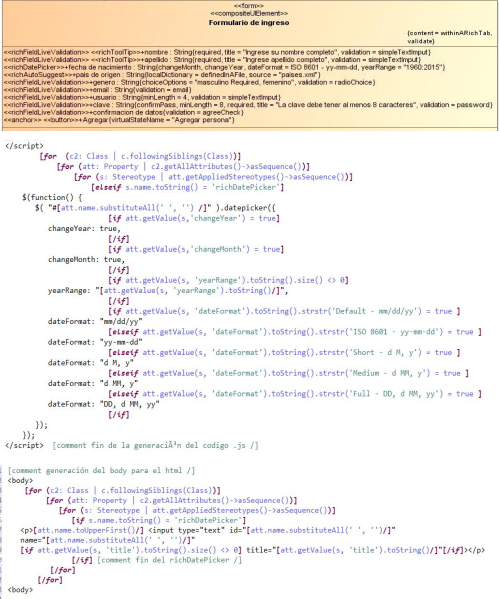 <<form>>
<<compositeUIElement>>
Formulario de ingreso
{content = withinARichTab,
validate}
<<richFieldLiveValidation>> <<richToolTip>>+nombre : String{required, title = "Ingrese su nombre completo", validation = simpleTextInput}
<<richFieldLiveValidation>> <<richToolTip>>+apellido : String{required, title = "Ingrese apellido completo", validation = simpleTextImput}
<<richDatePicker>>+fecha de nacimiento : String{changeMonth, changeYear, dateFormat = ISO 8601 - yy-mm-dd, yearRange = "1960:2015"}
<<richAutoSuggest>>+pais de origen : String{localDictionary = definedInAFile, source = "paises.xml"}
<<richFieldLiveValidation>>+genero : String{choiceOptions = "masculino Required, femenino", validation = radioChoice}
<<richFieldLiveValidation>>+email : String{validation = email}
<<richFieldLiveValidation>>+usuario : String{minLength = 4, validation = simpleTextImput}
<<richFieldLiveValidation>>+clave : String{confirmPass, minLength = 8, required, title = "La clave debe tener al menos 8 caracteres", validation = password}
<<richFieldLiveValidation>>+confirmacion de datos{validation = agreeCheck}
<<anchor>> <<button>>+Agregar{virtualStateName = "Agregar persona"}
</script>
[for (c2: Class | c.followingSiblings(Class))]
[for (att: Property | c2.getAllAttributes()->asSequence())]
[for (s: Stereotype | att.getAppliedStereotypes()->asSequence())]
[elseif s.name.toString() = 'richDatePicker']
$(function() {
$( "#[att.name.substituteAll(' ', '') /]" ).datepicker({
[if att.getValue(s,'changeYear') = true]
changeYear: true,
[/if]
[if att.getValue(s,'changeMonth') = true]
changeMonth: true,
[/if]
[if att.getValue(s, 'yearRange').toString().size() <> 0]
yearRange: "[att.getValue(s, 'yearRange').toString()/]",
[/if]
[if att.getValue(s, 'dateFormat').toString().strstr('Default - mm/dd/yy') = true ]
dateFormat: "mm/dd/yy"
[elseif att.getValue(s, 'dateFormat').toString().strstr('ISO 8601 - yy-mm-dd') = true ]
dateFormat: "yy-mm-dd"
[elseif att.getValue(s, 'dateFormat').toString().strstr('Short - d M, y') = true ]
dateFormat: "d M, y"
[elseif att.getValue(s, 'dateFormat').toString().strstr('Medium - d MM, y') = true ]
dateFormat: "d MM, y"
[elseif att.getValue(s, 'dateFormat').toString().strstr('Full - DD, d MM, yy') = true ]
dateFormat: "DD, d MM, yy"
[/if]
});
});
</script> [comment fin de la generaciÃ³n del codigo .js /]
[comment generación del body para el html /]
<body>
[for (c2: Class | c.followingSiblings(Class))]
[for (att: Property | c2.getAllAttributes()->asSequence())]
[for (s: Stereotype | att.getAppliedStereotypes()->asSequence())]
[if s.name.toString() = 'richDatePicker']
<p>[att.name.toUpperFirst()/] <input type="text" id="[att.name.substituteAll(' ', '')/]"
name="[att.name.substituteAll(' ', '')/]"
[if att.getValue(s, 'title').toString().size() <> 0] title="[att.getValue(s, 'title').toString()/]"[/if]></p>
[/if] [comment fin del richDatePicker /]
[/for]
[/for]
<body>